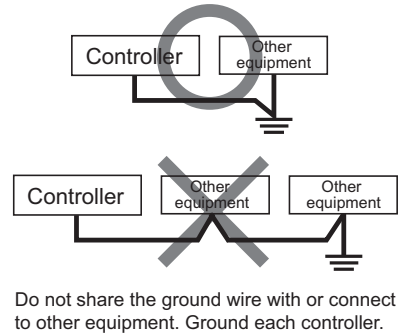 Controller
Other
equipment
Controller
Other
equipment
Other
equipment
Do not share the ground wire with or connect
to other equipment. Ground each controller.